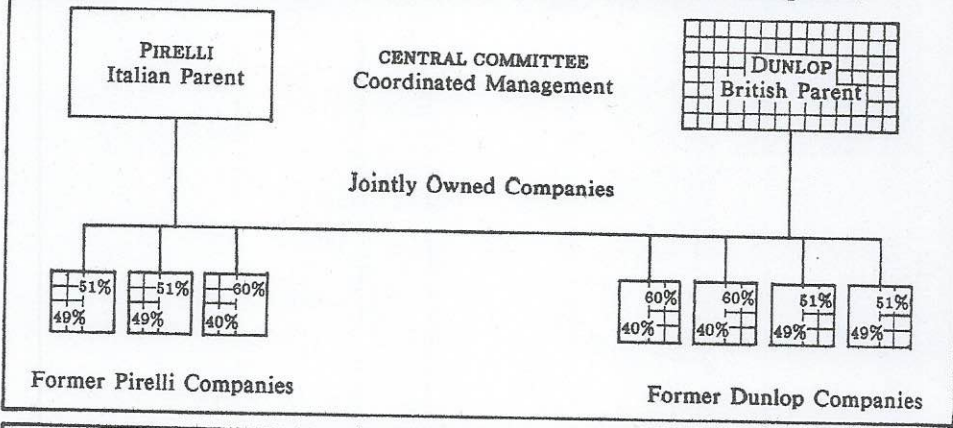 PIRELLI
Italian Parent
CENTRAL COMMITTEE
Coordinated Management
DUNLOP
British Parent
Jointly Owned Companies
51%
49%
51%
49%
60%
40%
60%
40%
60%
40%
51%
49%
51%
49%
Former Pirelli Companies
Former Dunlop Companies